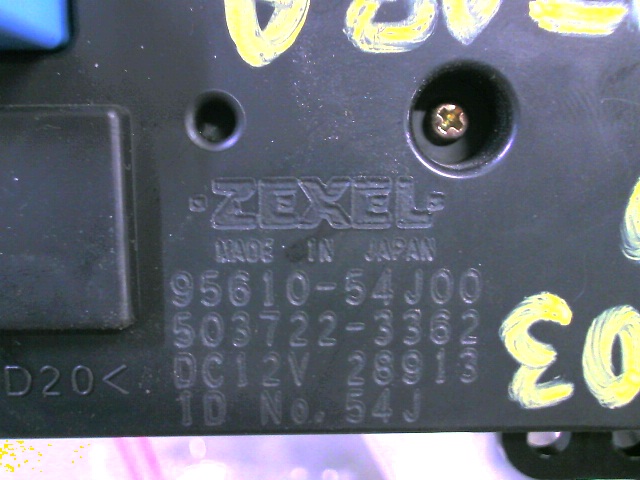 ZEXEL
MADE IN JAPAN
95610-54J00
503722-3362
DC12V 28913
ID No. 54J
D20<
03